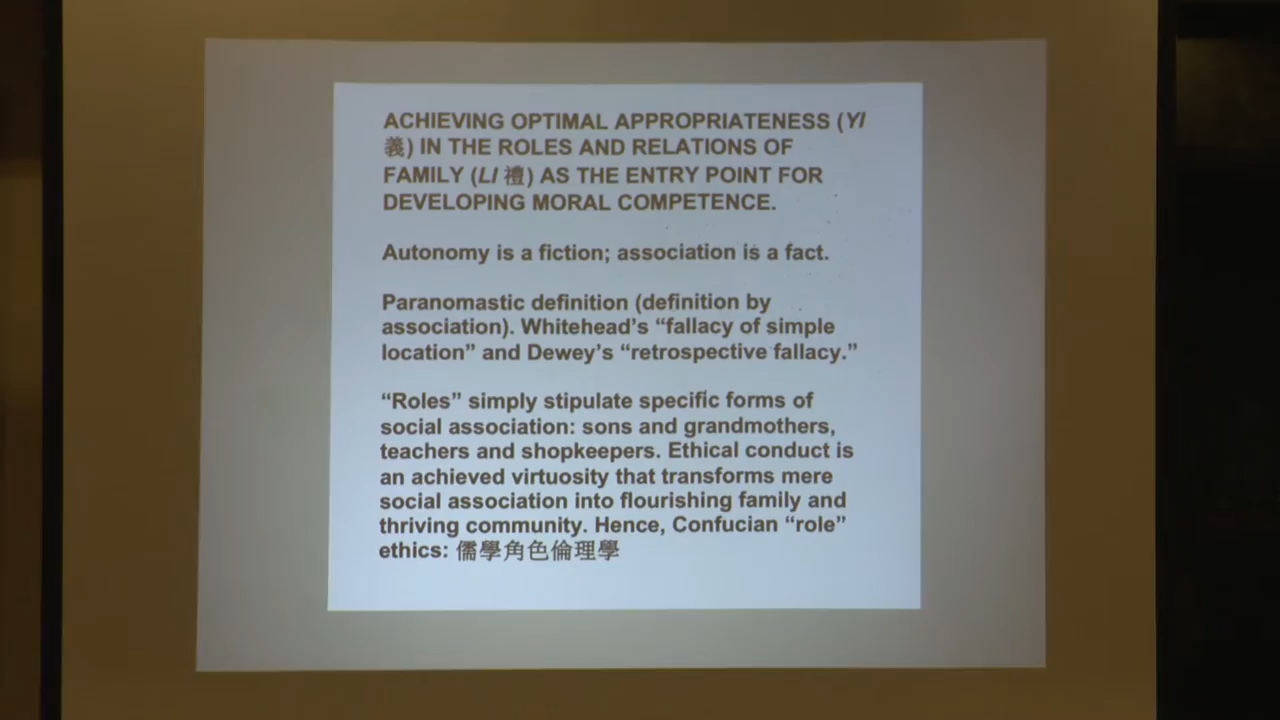 ACHIEVING OPTIMAL APPROPRIATENESS (YI
義) IN THE ROLES AND RELATIONS OF
FAMILY (LI 禮) AS THE ENTRY POINT FOR
DEVELOPING MORAL COMPETENCE.
Autonomy is a fiction; association is a fact.
Paranomastic definition (definition by
association). Whitehead’s “fallacy of simple
location” and Dewey’s “retrospective fallacy.”
“Roles” simply stipulate specific forms of
social association: sons and grandmothers,
teachers and shopkeepers. Ethical conduct is
an achieved virtuosity that transforms mere
social association into flourishing family and
thriving community. Hence, Confucian “role”
ethics: 儒學角色倫理學